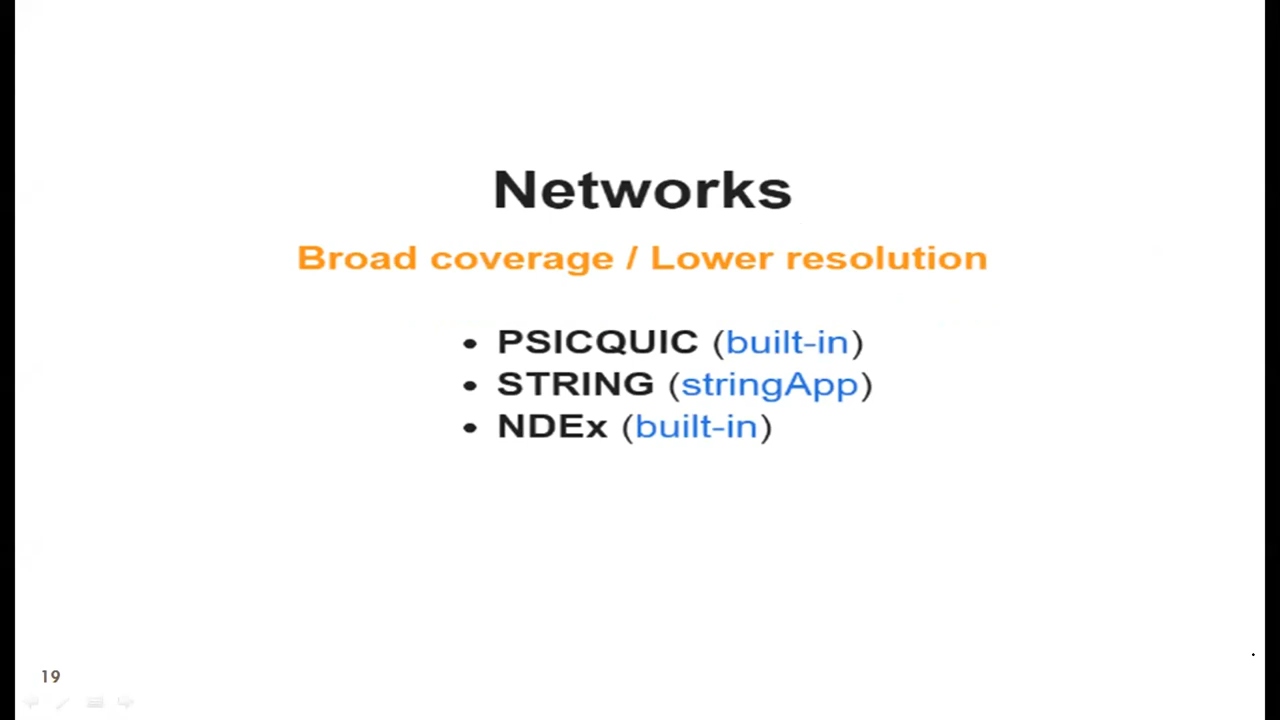 Networks
Broad coverage / Lower resolution
• PSICQUIC (built-in)
• STRING (stringApp)
• NDEx (built-in)
19